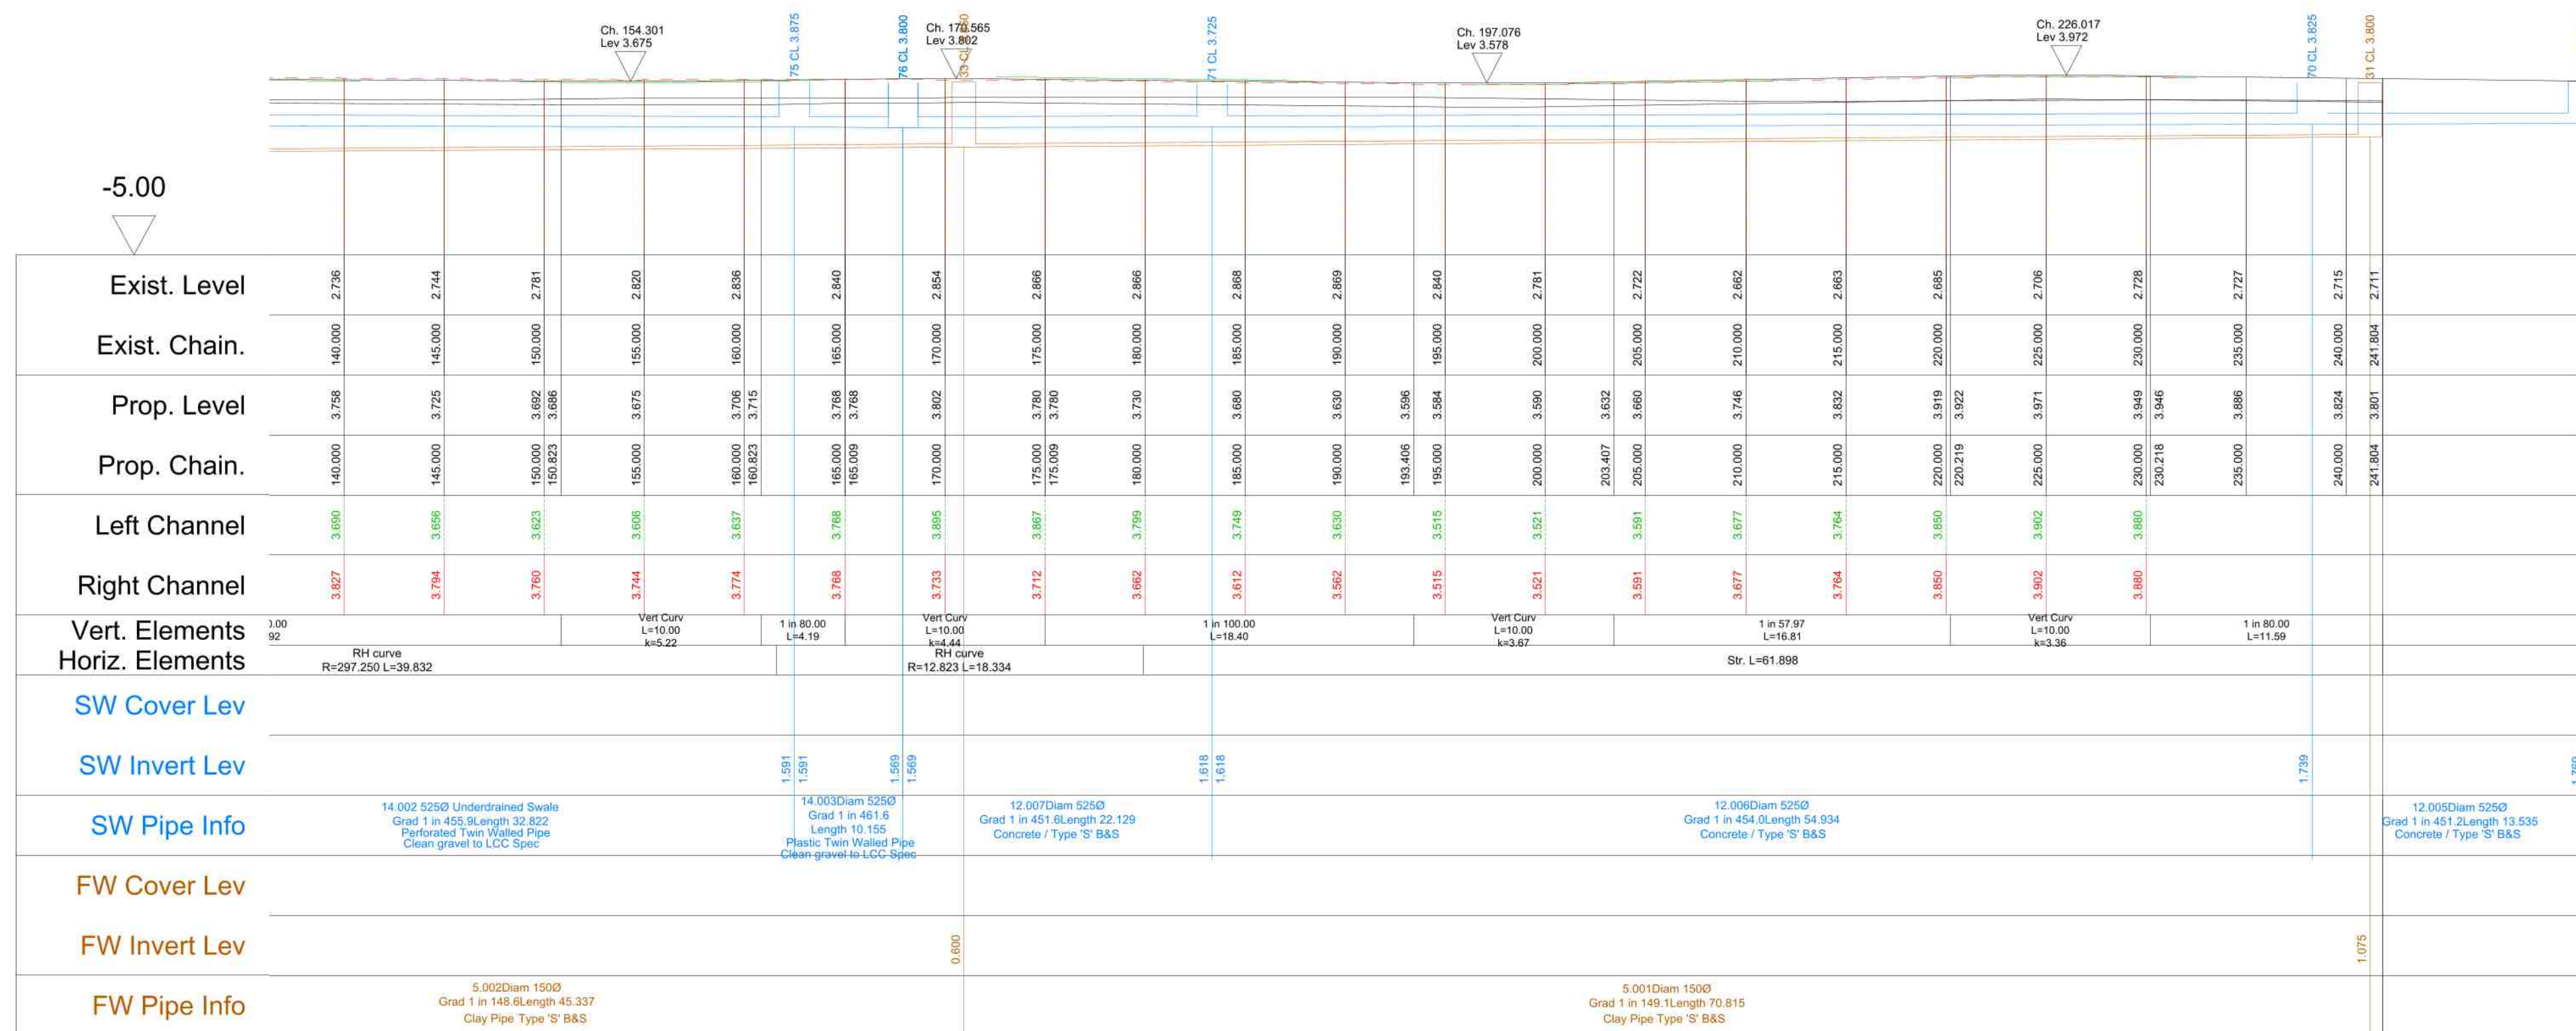 75 CL 3.875
76 CL 3.800
71 CL 3.725
70 CL 3.825
31 CL 3.800
Ch. 154.301
Lev 3.675
Lev 3.802
Ch. 197.076
Lev 3.578
Ch. 226.017
Lev 3.972
-5.00
Exist. Level 2.736 2.744 2.781 2.820 2.836 2.840 2.854 2.866 2.866 2.868 2.869 2.840 2.781 2.722 2.662 2.663 2.685 2.706 2.728 2.727 2.715 2.711
Exist. Chain. 140.000 145.000 150.000 155.000 160.000 165.000 170.000 175.000 180.000 185.000 190.000 195.000 200.000 205.000 210.000 215.000 220.000 225.000 230.000 235.000 240.000 241.804
Prop. Level 3.758 3.725 3.692 3.686 3.675 3.706 3.715 3.768 3.768 3.802 3.780 3.780 3.730 3.680 3.630 3.596 3.584 3.590 3.632 3.660 3.746 3.832 3.919 3.922 3.971 3.949 3.946 3.886 3.824 3.801
Prop. Chain. 140.000 145.000 150.000 150.823 155.000 160.000 160.823 165.000 165.009 170.000 175.000 175.009 180.000 185.000 190.000 193.406 195.000 200.000 203.407 205.000 210.000 215.000 220.000 220.219 225.000 230.000 230.218 235.000 240.000 241.804
Left Channel 3.690 3.656 3.623 3.606 3.637 3.768 3.895 3.867 3.799 3.749 3.630 3.515 3.521 3.591 3.677 3.764 3.850 3.902 3.880
Right Channel 3.827 3.794 3.760 3.744 3.774 3.768 3.733 3.712 3.662 3.612 3.562 3.515 3.521 3.591 3.677 3.764 3.850 3.902 3.880
Vert. Elements
92
Vert Curv
L=10.00
k=5.22
1 in 80.00
L=4.19
Vert Curv
L=10.00
k=4.44
1 in 100.00
L=18.40
Vert Curv
L=10.00
k=3.67
1 in 57.97
L=16.81
Vert Curv
L=10.00
k=3.36
1 in 80.00
L=11.59
Horiz. Elements
RH curve
R=297.250 L=39.832
RH curve
R=12.823 L=18.334
Str. L=61.898
SW Cover Lev
SW Invert Lev 1.591 1.591 1.569 1.569 1.618 1.618 1.739
SW Pipe Info
14.002 525Ø Underdrained Swale
Grad 1 in 455.9Length 32.822
Perforated Twin Walled Pipe
Clean gravel to LCC Spec
14.003Diam 525Ø
Grad 1 in 461.6
Length 10.155
Plastic Twin Walled Pipe
Clean gravel to LCC Spec
12.007Diam 525Ø
Grad 1 in 451.6Length 22.129
Concrete / Type 'S' B&S
12.006Diam 525Ø
Grad 1 in 454.0Length 54.934
Concrete / Type 'S' B&S
12.005Diam 525Ø
Grad 1 in 451.2Length 13.535
Concrete / Type 'S' B&S
FW Cover Lev
FW Invert Lev 0.600 1.075
FW Pipe Info
5.002Diam 150Ø
Grad 1 in 148.6Length 45.337
Clay Pipe Type 'S' B&S
5.001Diam 150Ø
Grad 1 in 149.1Length 70.815
Clay Pipe Type 'S' B&S